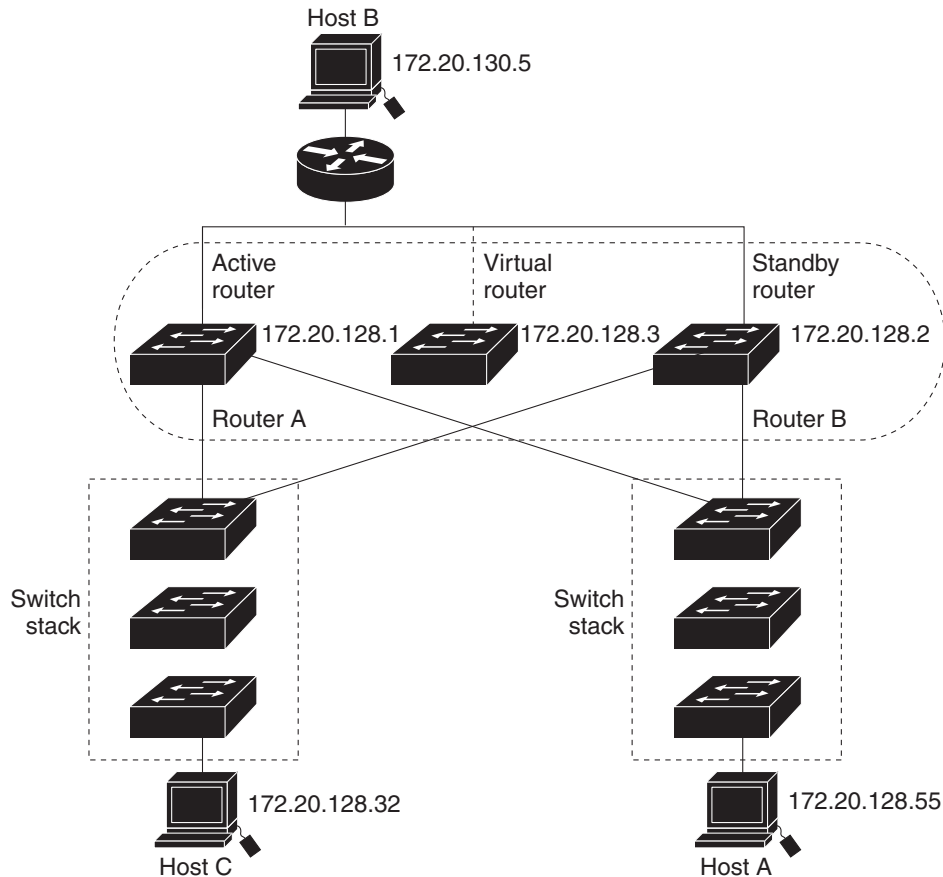 Host B
172.20.130.5
Active
router
Virtual
router
Standby
router
172.20.128.1
172.20.128.3
172.20.128.2
Router A
Router B
Switch
stack
Switch
stack
172.20.128.32
172.20.128.55
Host C
Host A